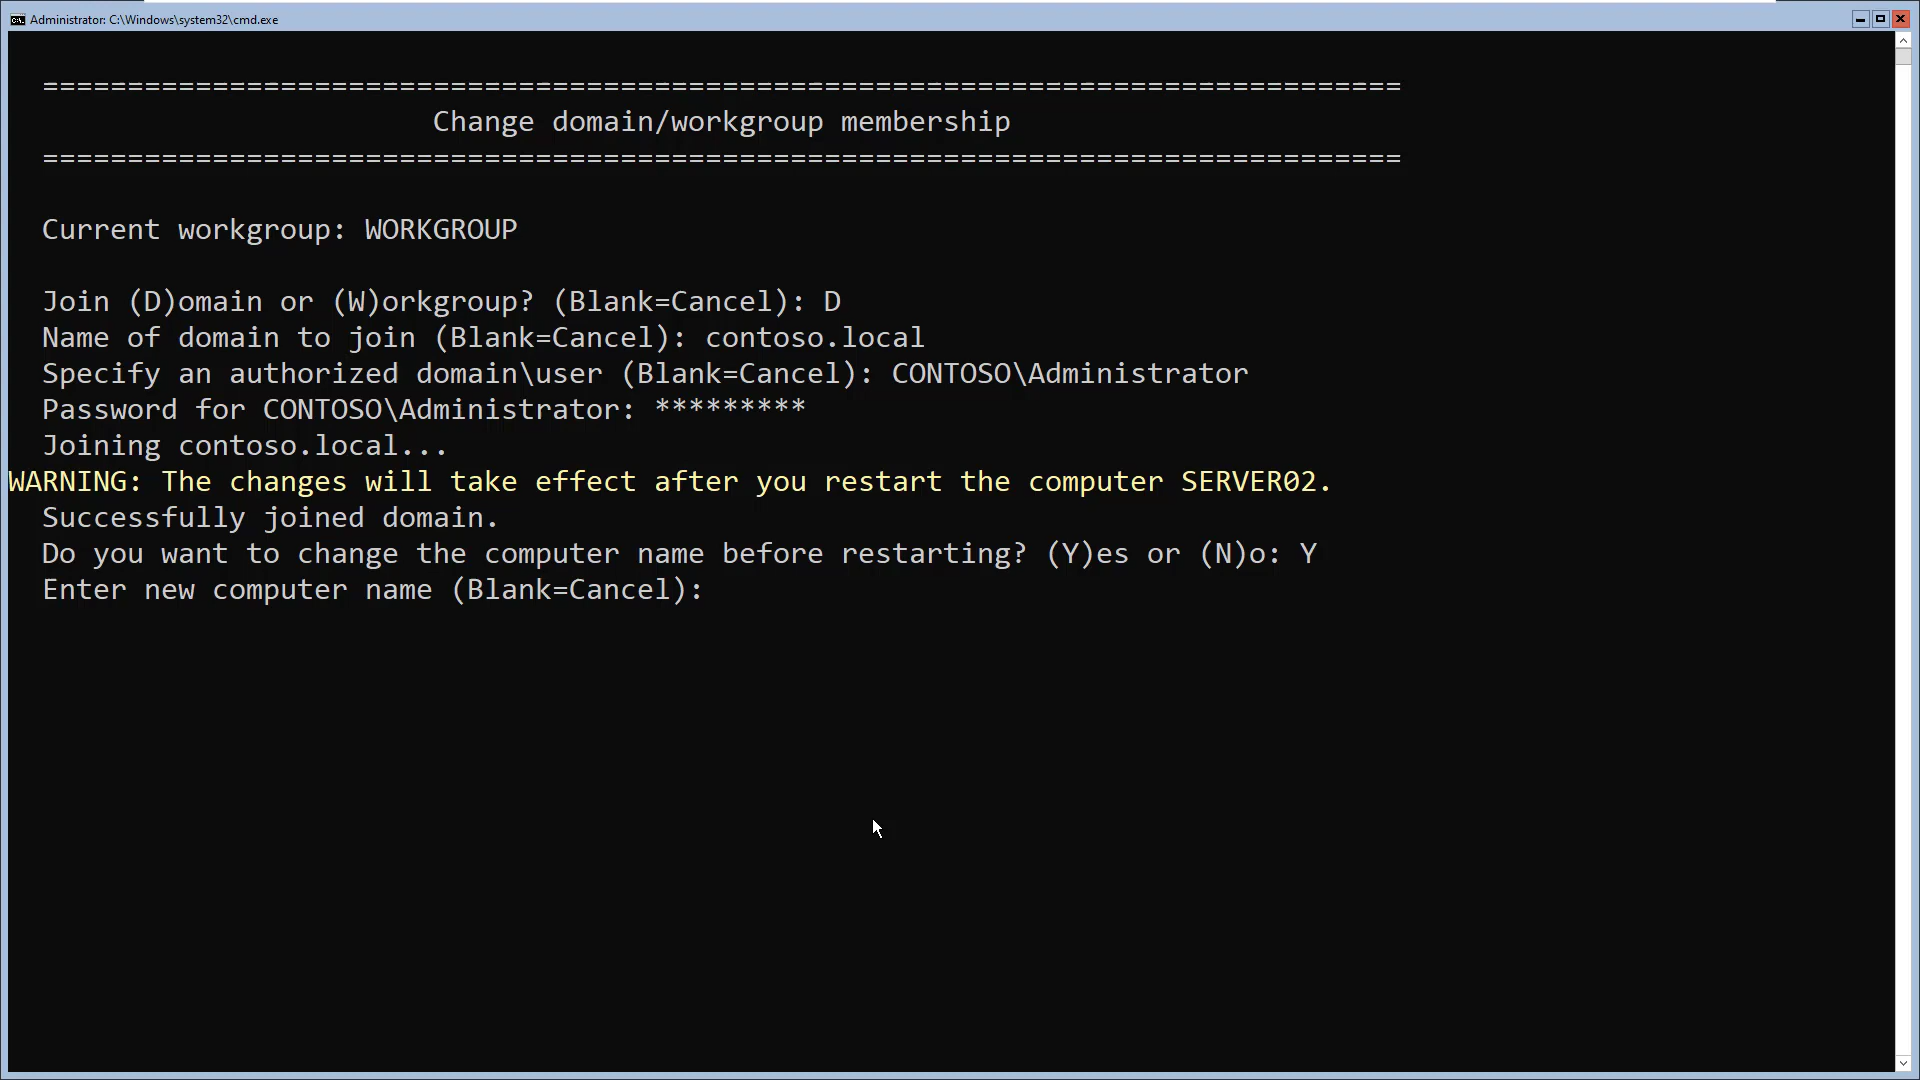 Administrator: C:\Windows\system32\cmd.exe
================================================================================
Change domain/workgroup membership
================================================================================
Current workgroup: WORKGROUP
Join (D)omain or (W)orkgroup? (Blank=Cancel): D
Name of domain to join (Blank=Cancel): contoso.local
Specify an authorized domain\user (Blank=Cancel): CONTOSO\Administrator
Password for CONTOSO\Administrator: *********
Joining contoso.local...
WARNING: The changes will take effect after you restart the computer SERVER02.
Successfully joined domain.
Do you want to change the computer name before restarting? (Y)es or (N)o: Y
Enter new computer name (Blank=Cancel):